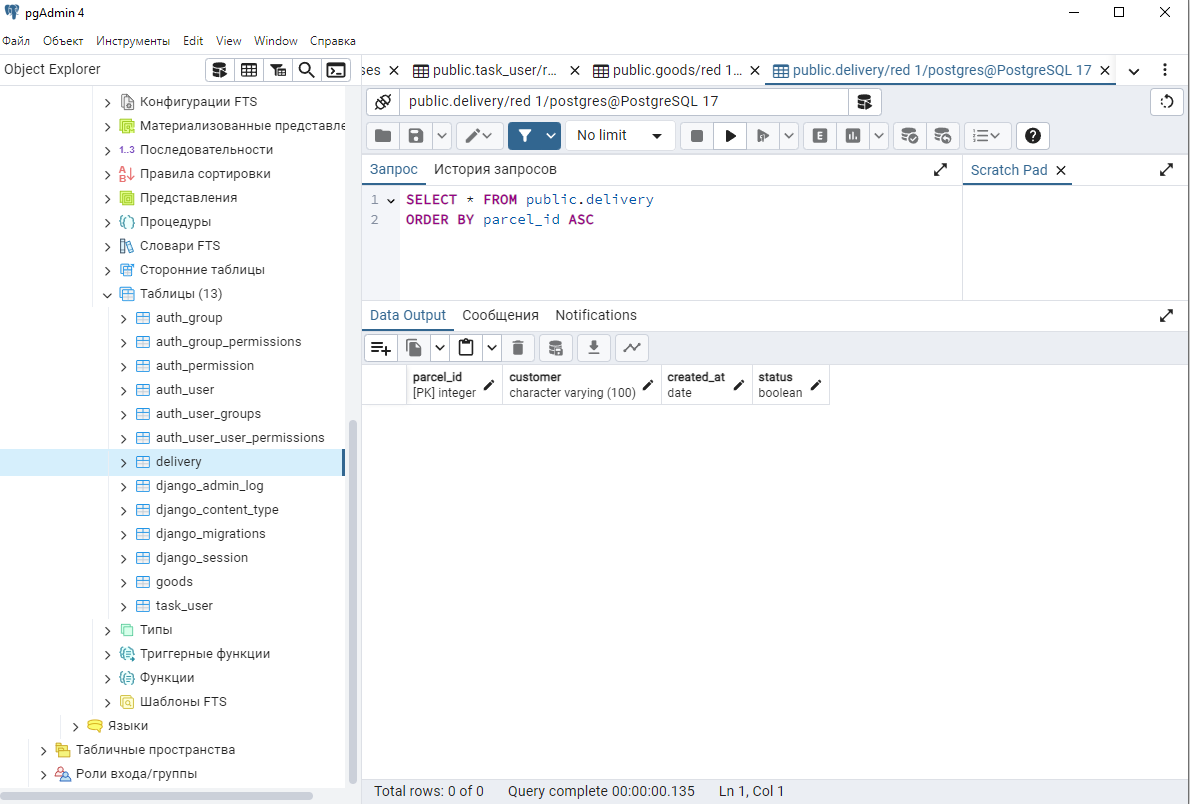 pgAdmin 4
Файл Объект Инструменты Edit View Window Справка
Object Explorer
Конфигурации FTS
Материализованные представле
1..3 Последовательности
Правила сортировки
Представления
Процедуры
Словари FTS
Сторонние таблицы
Таблицы (13)
auth_group
auth_group_permissions
auth_permission
auth_user
auth_user_groups
auth_user_user_permissions
delivery
django_admin_log
django_content_type
django_migrations
django_session
goods
task_user
Типы
Триггерные функции
Функции
Шаблоны FTS
Языки
Табличные пространства
Роли входа/группы
ses public.task_user/r... public.goods/red 1... public.delivery/red 1/postgres@PostgreSQL 17
public.delivery/red 1/postgres@PostgreSQL 17
No limit E
Запрос История запросов Scratch Pad
1 SELECT * FROM public.delivery
2 ORDER BY parcel_id ASC
Data Output Сообщения Notifications
parcel_id customer created_at status
[PK] integer character varying (100) date boolean
Total rows: 0 of 0 Query complete 00:00:00.135 Ln 1, Col 1